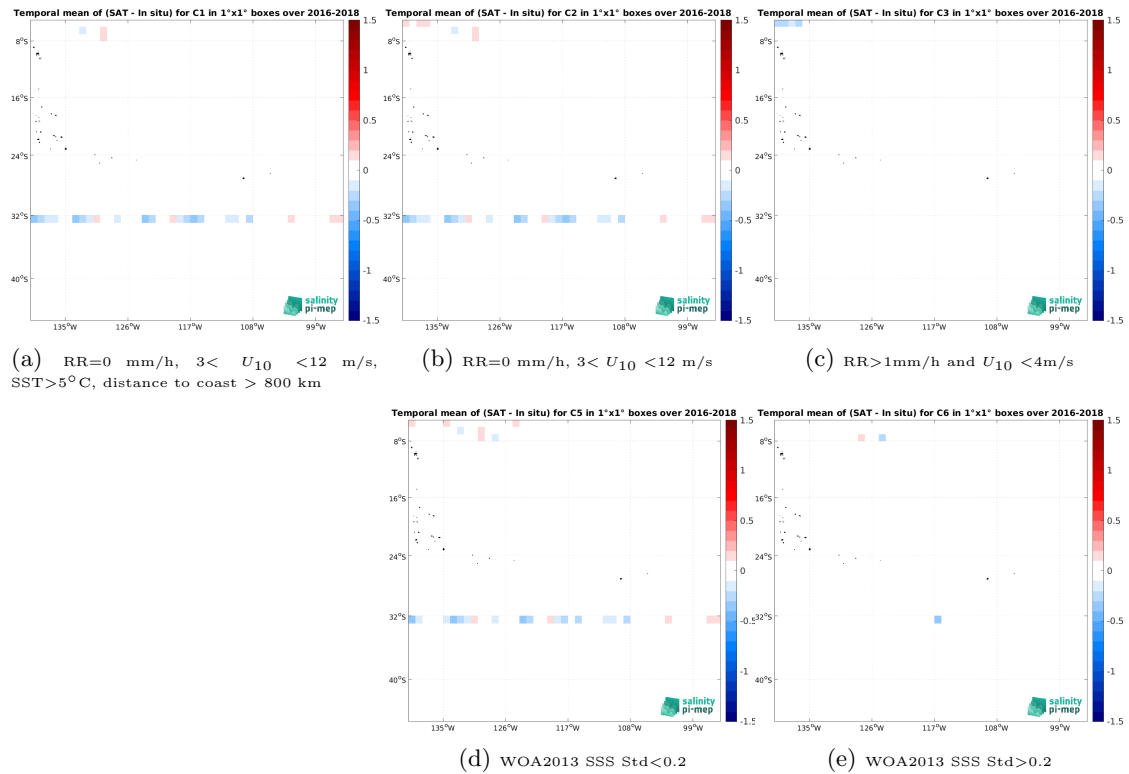 Temporal mean of (SAT - In situ) for C1 in 1°x1° boxes over 2016-2018
8°S
16°S
24°S
32°S
40°S
135°W 126°W 117°W 108°W 99°W
1.5
1
0.5
0
-0.5
-1
-1.5
salinity
pi-mep
(a) RR=0 mm/h, 3< U10 <12 m/s,
SST>5°C, distance to coast > 800 km
Temporal mean of (SAT - In situ) for C2 in 1°x1° boxes over 2016-2018
8°S
16°S
24°S
32°S
40°S
135°W 126°W 117°W 108°W 99°W
1.5
1
0.5
0
-0.5
-1
-1.5
salinity
pi-mep
(b) RR=0 mm/h, 3< U10 <12 m/s
Temporal mean of (SAT - In situ) for C3 in 1°x1° boxes over 2016-2018
8°S
16°S
24°S
32°S
40°S
135°W 126°W 117°W 108°W 99°W
1.5
1
0.5
0
-0.5
-1
-1.5
salinity
pi-mep
(c) RR>1mm/h and U10 <4m/s
Temporal mean of (SAT - In situ) for C5 in 1°x1° boxes over 2016-2018
8°S
16°S
24°S
32°S
40°S
135°W 126°W 117°W 108°W 99°W
1.5
1
0.5
0
-0.5
-1
-1.5
salinity
pi-mep
(d) WOA2013 SSS Std<0.2
Temporal mean of (SAT - In situ) for C6 in 1°x1° boxes over 2016-2018
8°S
16°S
24°S
32°S
40°S
135°W 126°W 117°W 108°W 99°W
1.5
1
0.5
0
-0.5
-1
-1.5
salinity
pi-mep
(e) WOA2013 SSS Std>0.2